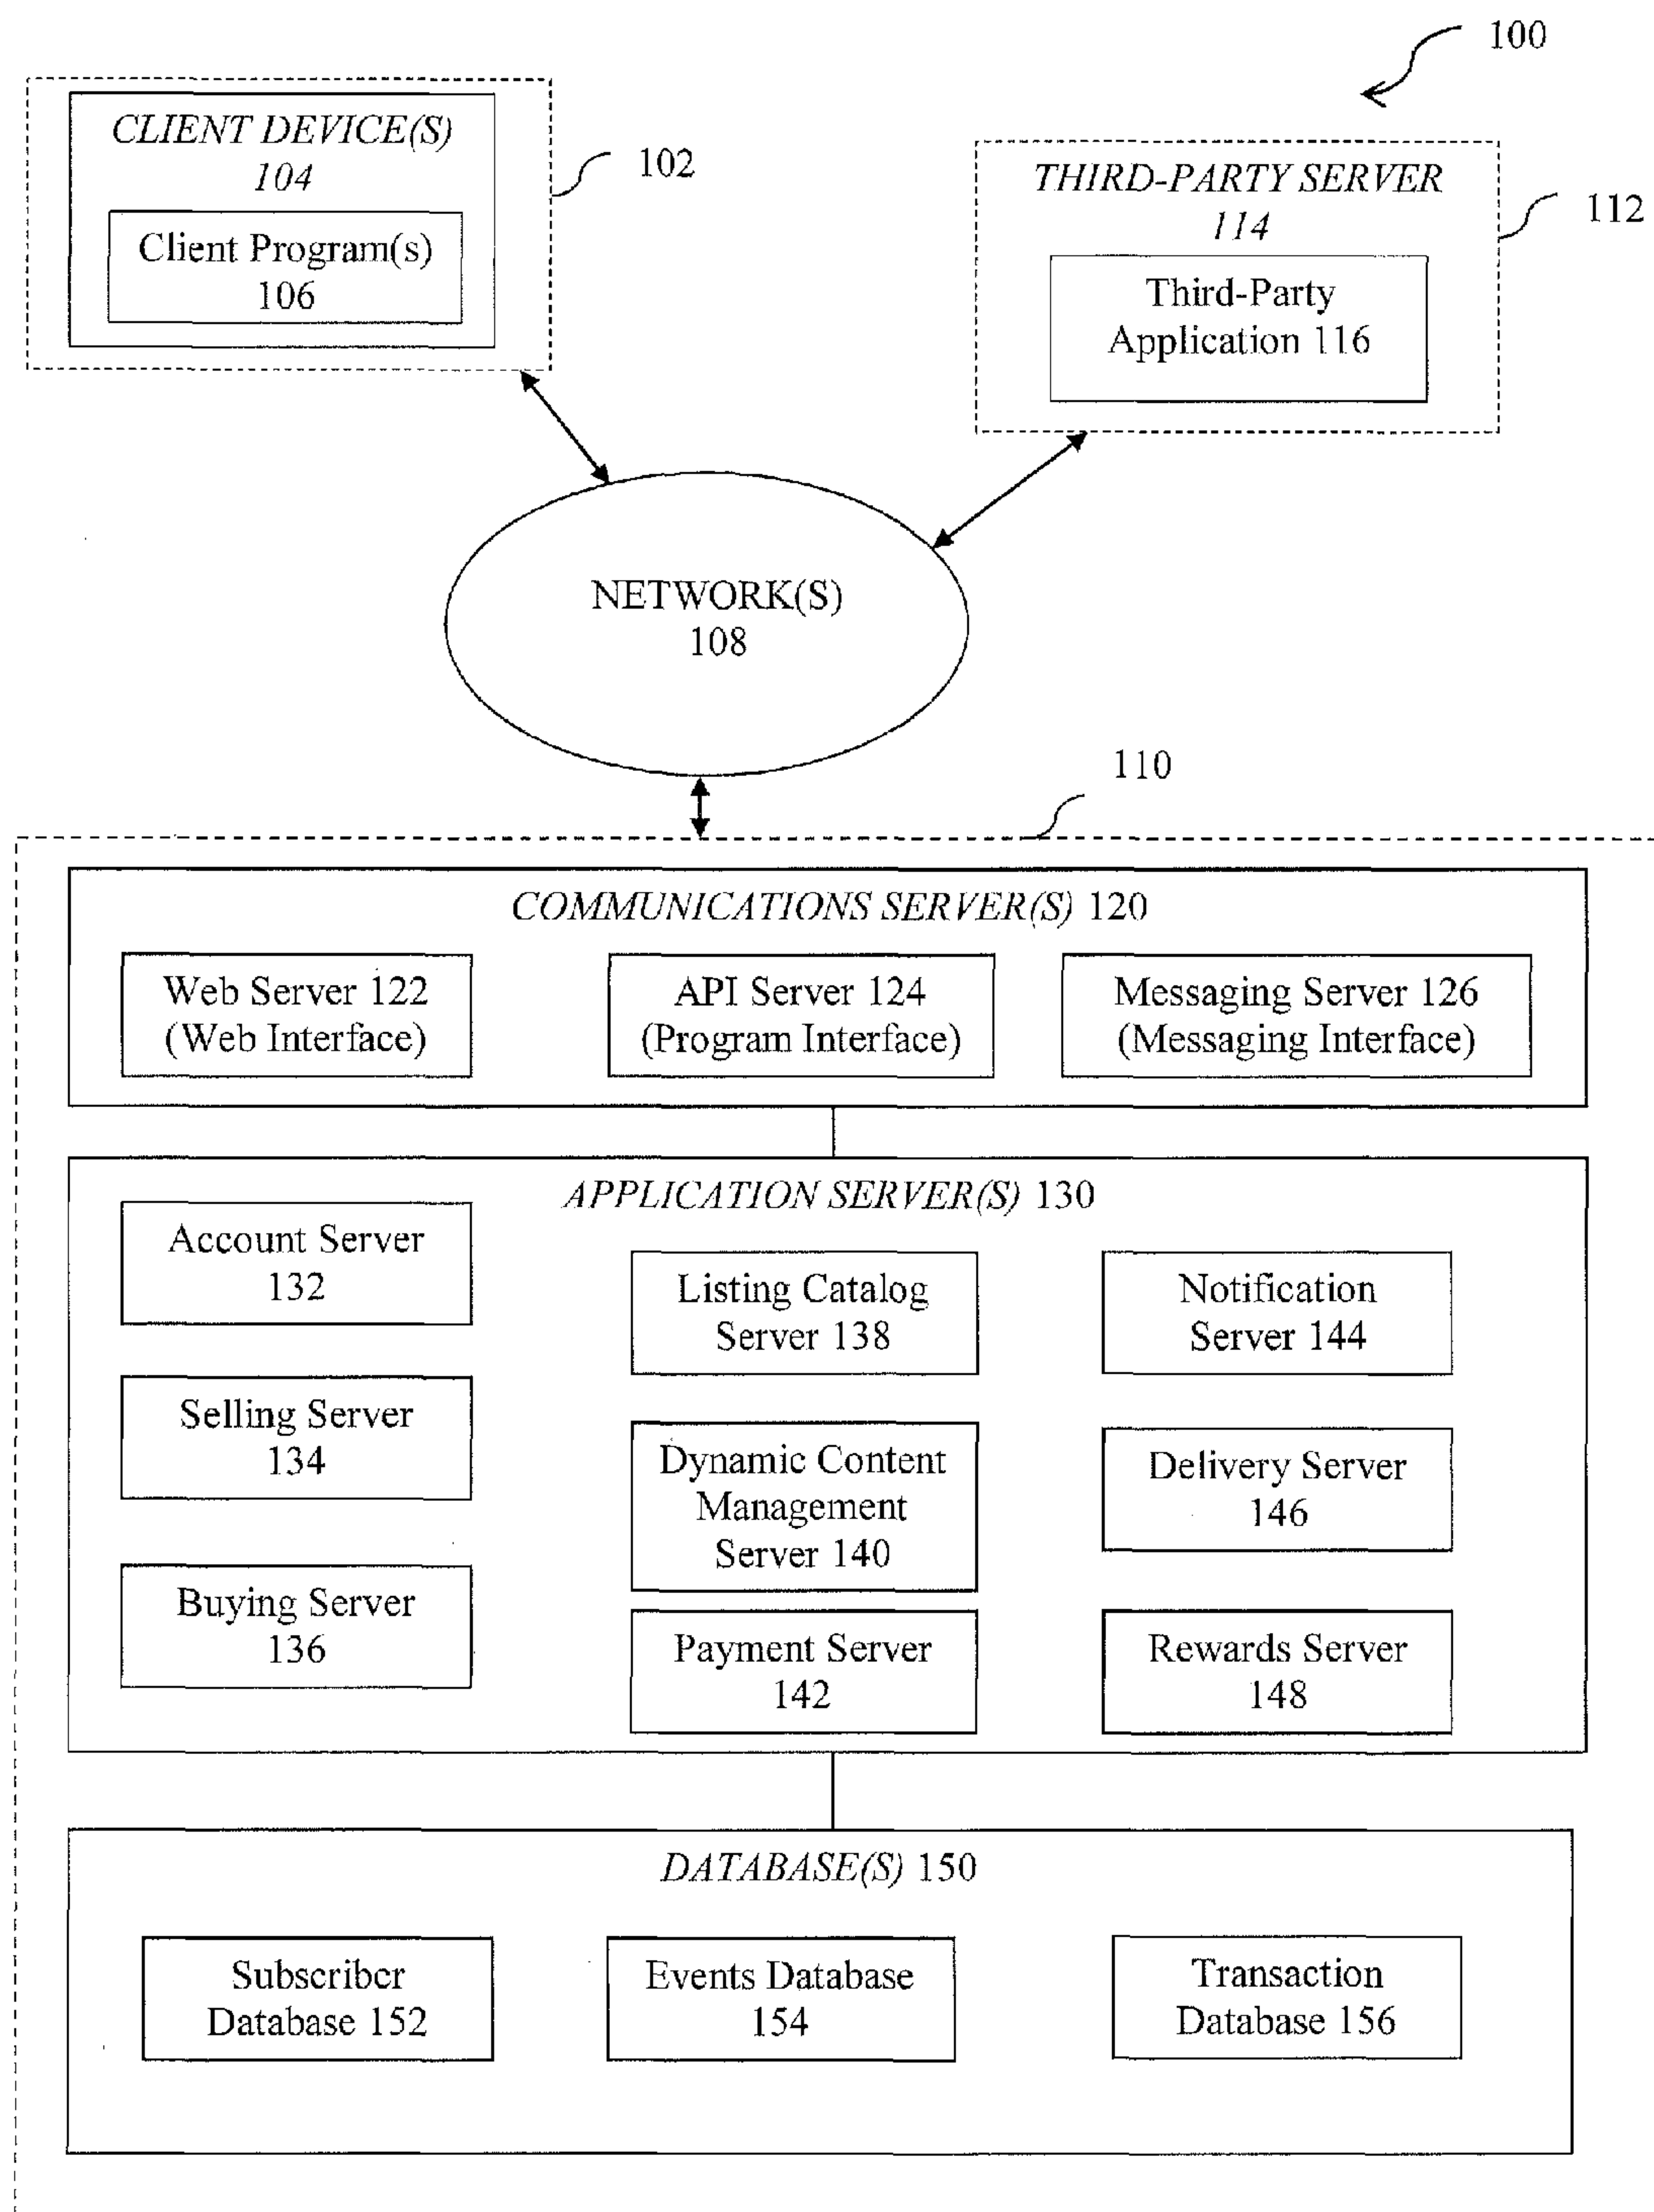 100
CLIENT DEVICE(S)
104
Client Program(s)
106
102
THIRD-PARTY SERVER
114
Third-Party
Application 116
112
NETWORK(S)
108
110
COMMUNICATIONS SERVER(S) 120
Web Server 122
(Web Interface)
API Server 124
(Program Interface)
Messaging Server 126
(Messaging Interface)
APPLICATION SERVER(S) 130
Account Server
132
Selling Server
134
Buying Server
136
Listing Catalog
Server 138
Dynamic Content
Management
Server 140
Payment Server
142
Notification
Server 144
Delivery Server
146
Rewards Server
148
DATABASE(S) 150
Subscriber
Database 152
Events Database
154
Transaction
Database 156